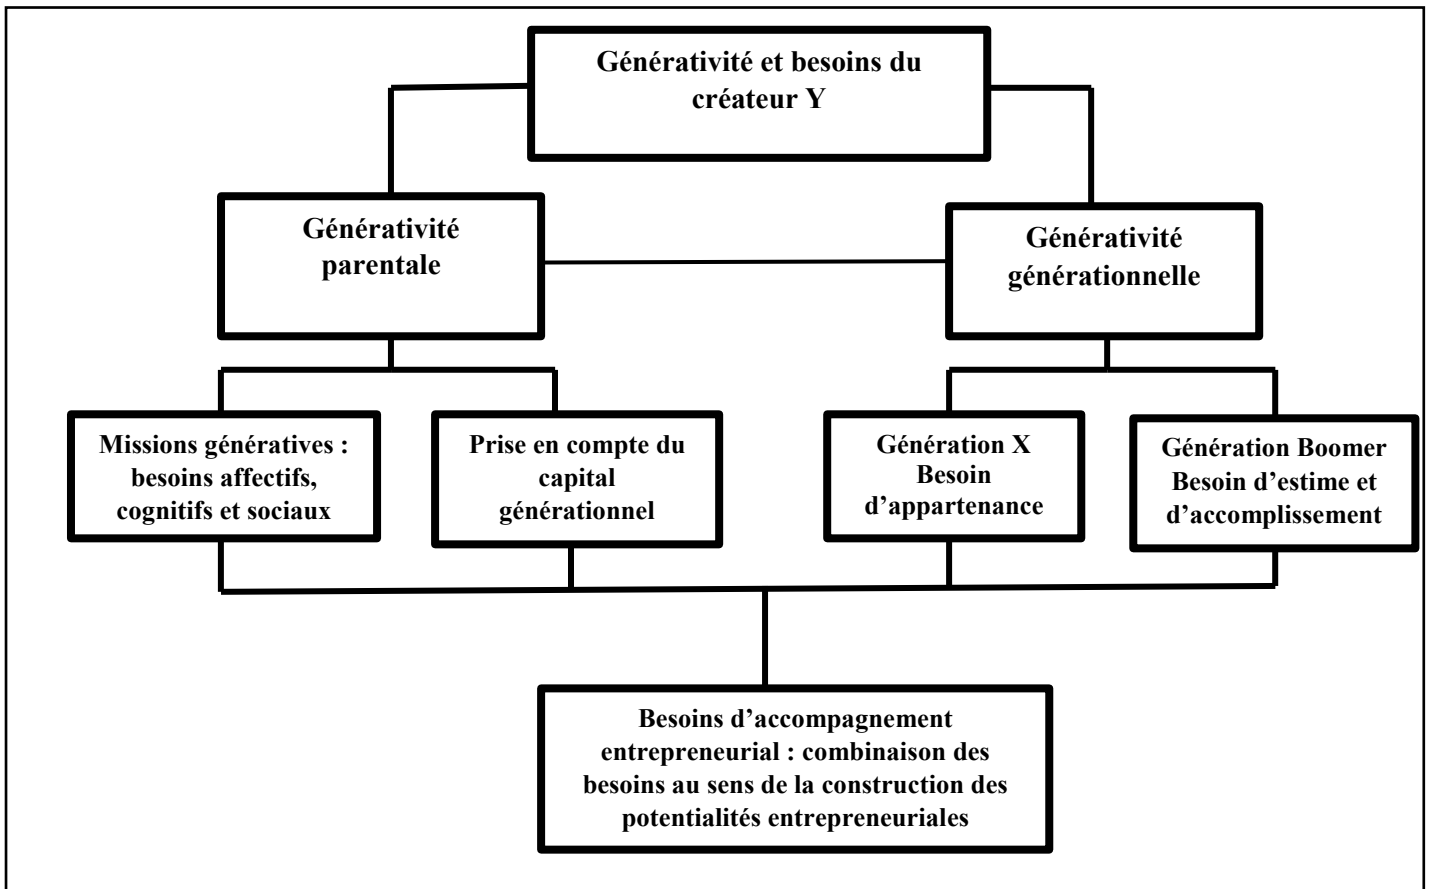 Générativité et besoins du
créateur Y
Générativité
parentale
Générativité
générationnelle
Missions génératives :
besoins affectifs,
cognitifs et sociaux
Prise en compte du
capital
générationnel
Génération X
Besoin
d’appartenance
Génération Boomer
Besoin d’estime et
d’accomplissement
Besoins d’accompagnement
entrepreneurial : combinaison des
besoins au sens de la construction des
potentialités entrepreneuriales